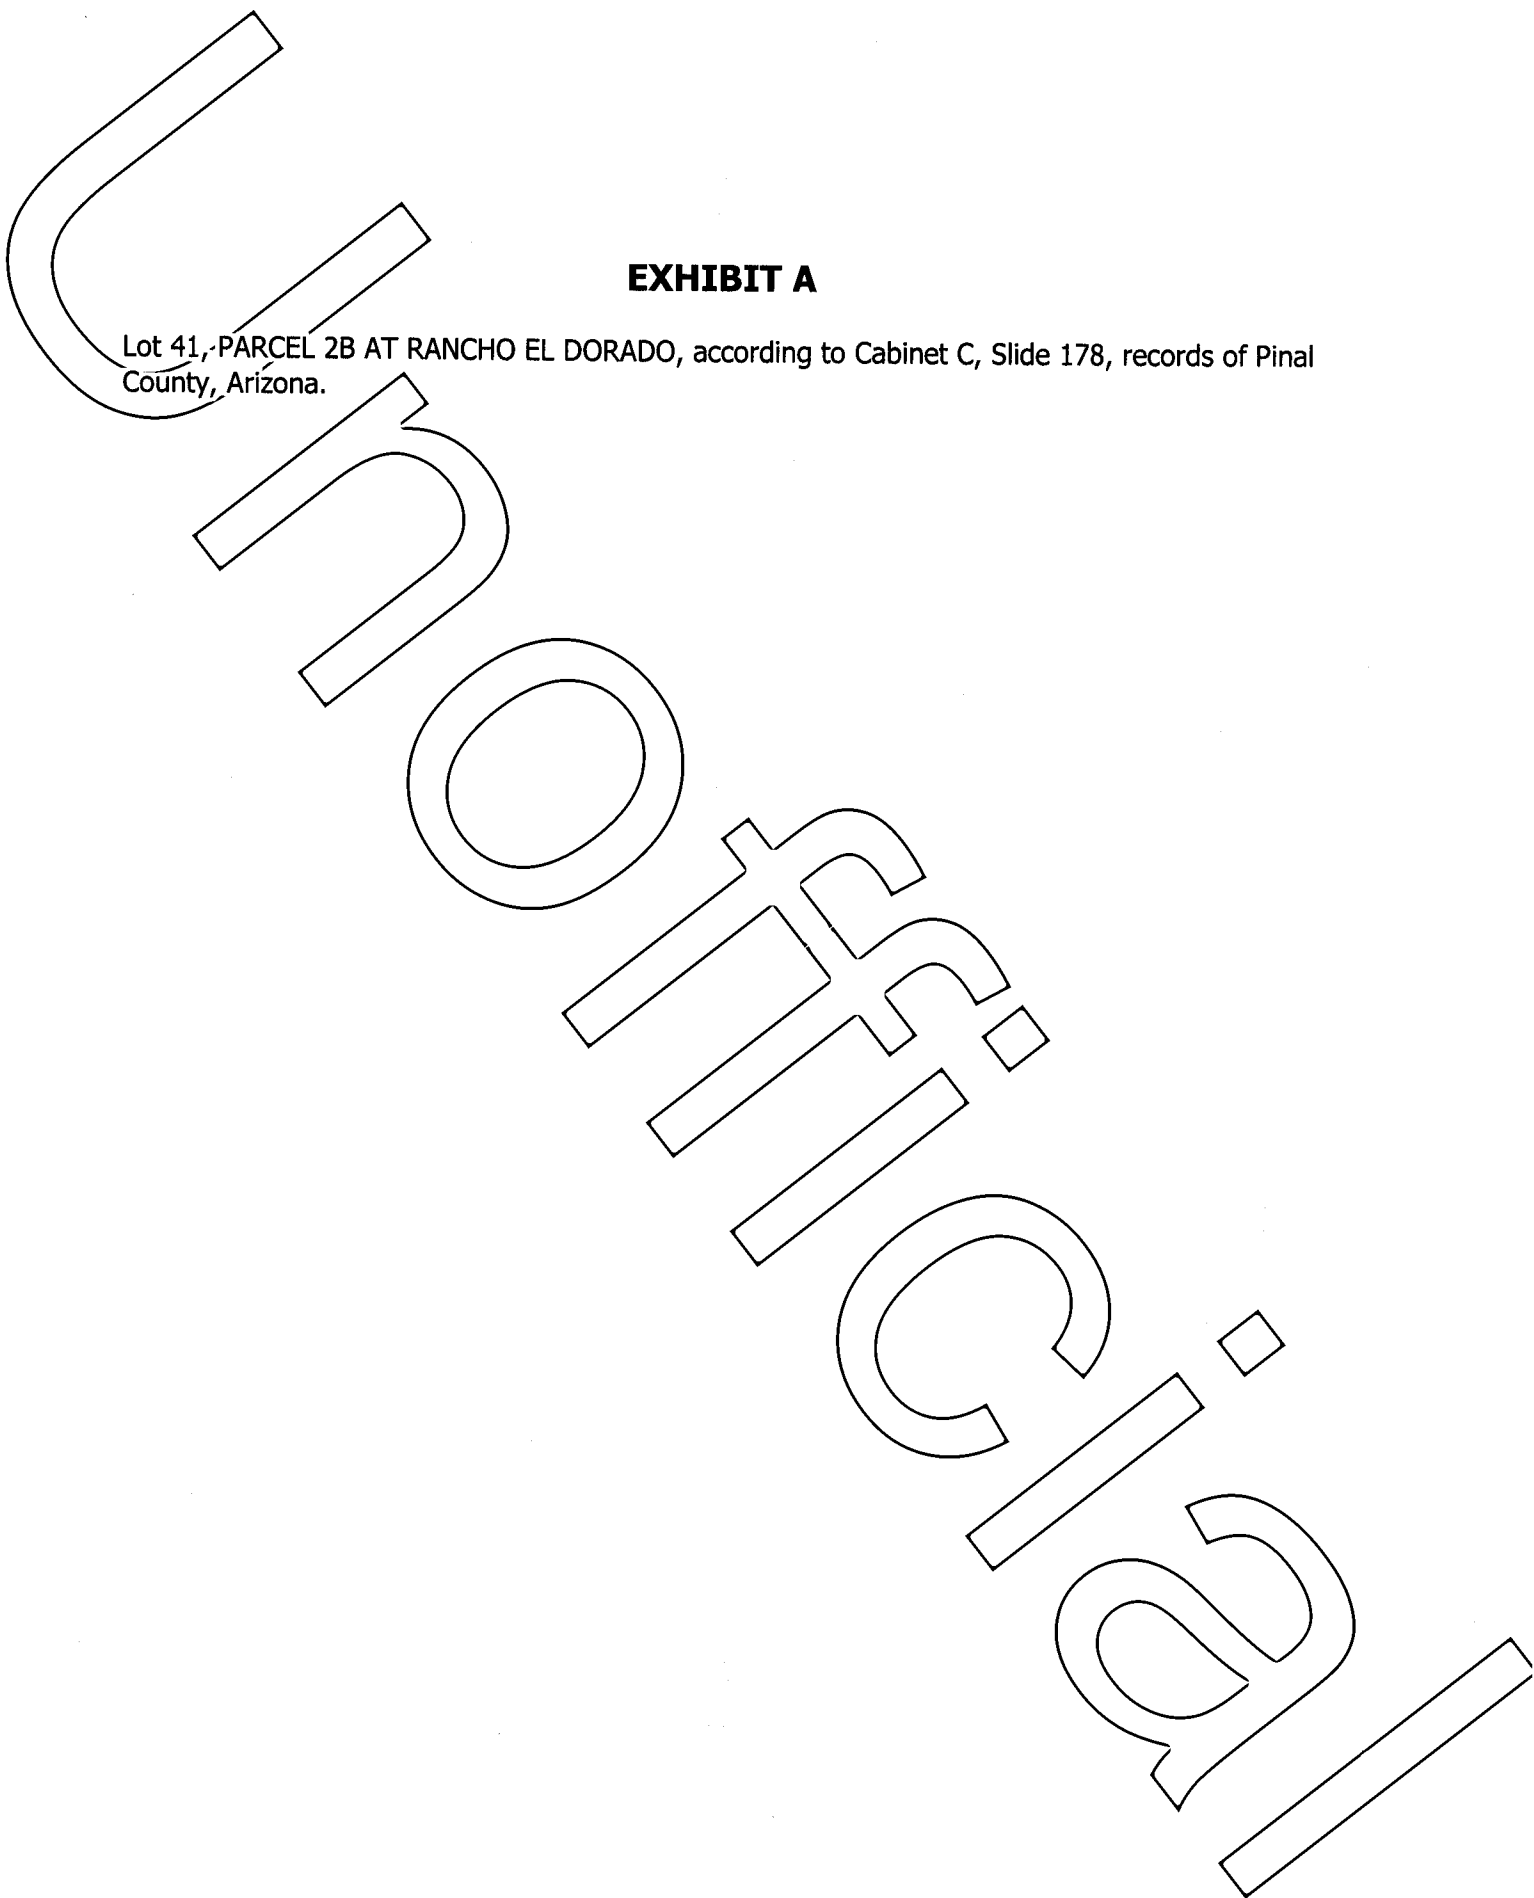 EXHIBIT A
Lot 41, PARCEL 2B AT RANCHO EL DORADO, according to Cabinet C, Slide 178, records of Pinal
County, Arizona.
Unofficial